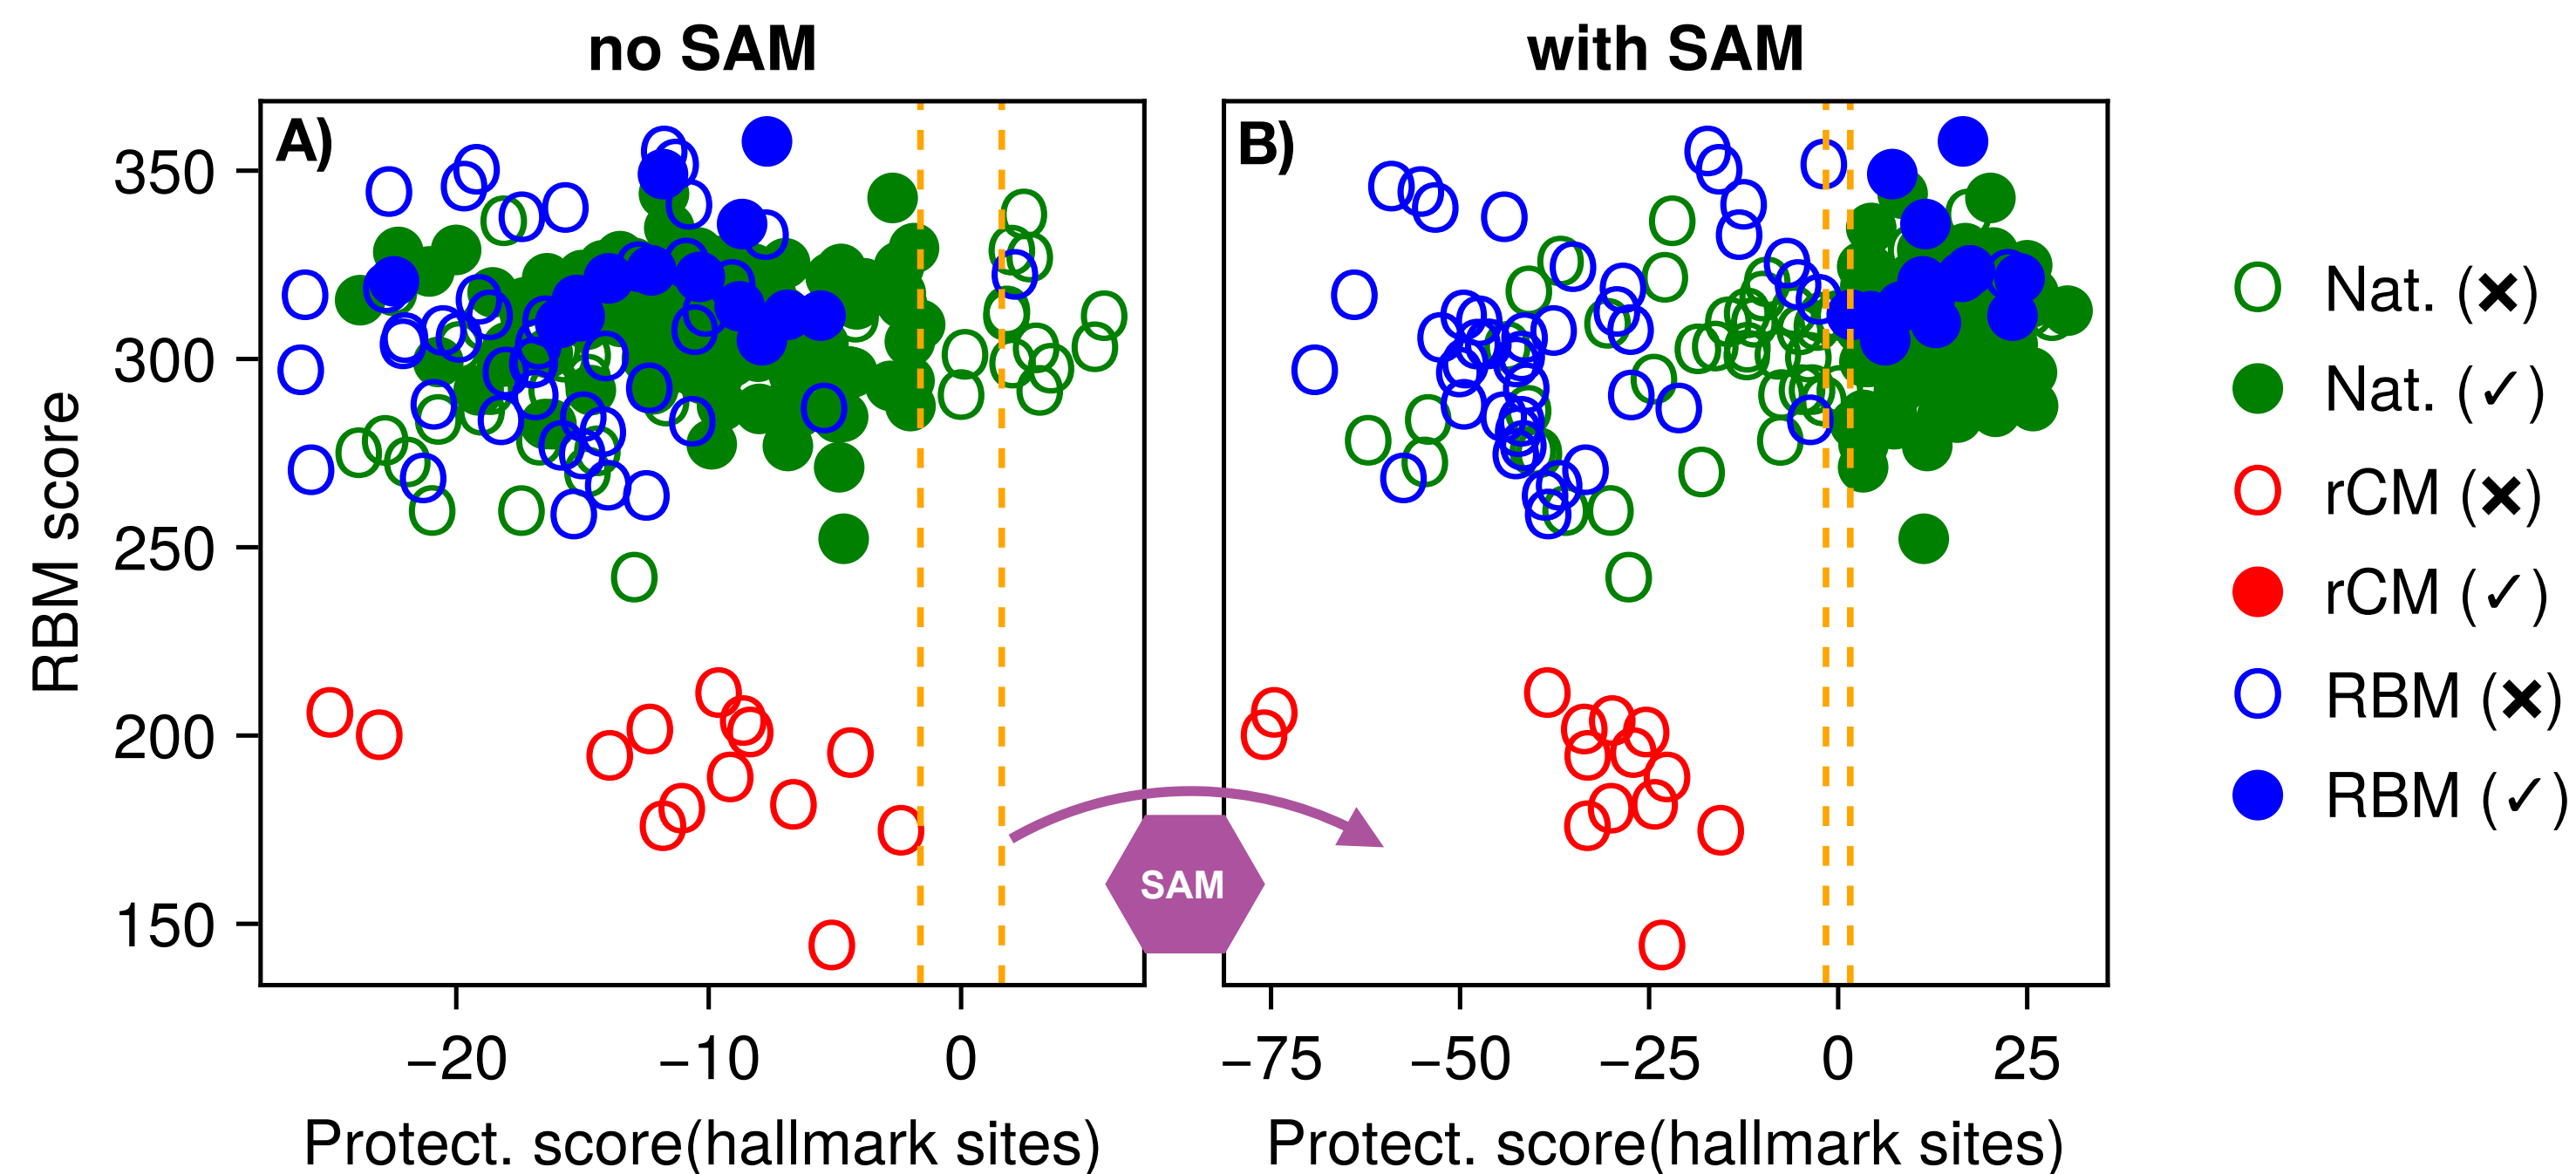 no SAM
with SAM
A)
B)
350
300
250
200
150
RBM score
−20
−10
0
−75
−50
−25
0
25
Protect. score(hallmark sites)
Protect. score(hallmark sites)
SAM
Nat. (✖)
Nat. (✓)
rCM (✖)
rCM (✓)
RBM (✖)
RBM (✓)